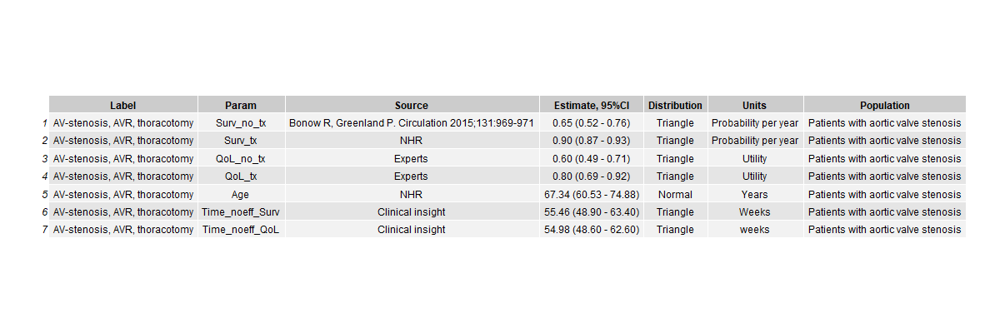 Label Param Source Estimate, 95%CI Distribution Units Population
1 AV-stenosis, AVR, thoracotomy Surv_no_tx Bonow R, Greenland P. Circulation 2015;131:969-971 0.65 (0.52 - 0.76) Triangle Probability per year Patients with aortic valve stenosis
2 AV-stenosis, AVR, thoracotomy Surv_tx NHR 0.90 (0.87 - 0.93) Triangle Probability per year Patients with aortic valve stenosis
3 AV-stenosis, AVR, thoracotomy QoL_no_tx Experts 0.60 (0.49 - 0.71) Triangle Utility Patients with aortic valve stenosis
4 AV-stenosis, AVR, thoracotomy QoL_tx Experts 0.80 (0.69 - 0.92) Triangle Utility Patients with aortic valve stenosis
5 AV-stenosis, AVR, thoracotomy Age NHR 67.34 (60.53 - 74.88) Normal Years Patients with aortic valve stenosis
6 AV-stenosis, AVR, thoracotomy Time_noeff_Surv Clinical insight 55.46 (48.90 - 63.40) Triangle Weeks Patients with aortic valve stenosis
7 AV-stenosis, AVR, thoracotomy Time_noeff_QoL Clinical insight 54.98 (48.60 - 62.60) Triangle weeks Patients with aortic valve stenosis